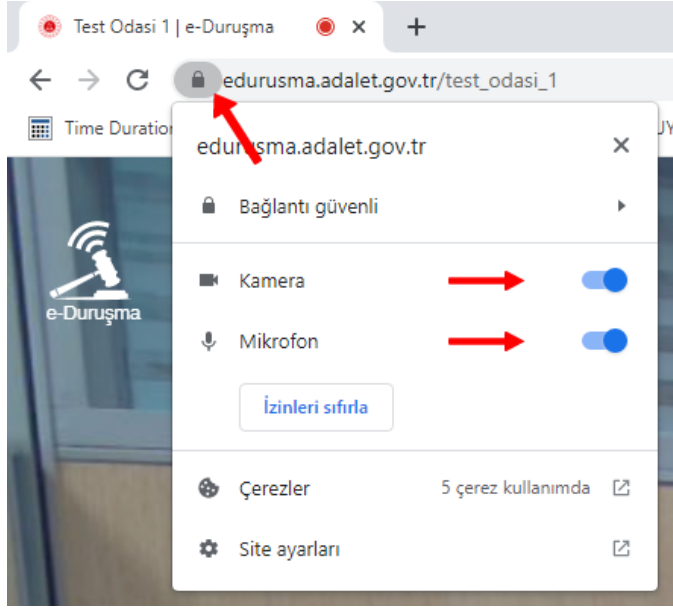 Test Odasi 1 | e-Duruşma
edurusma.adalet.gov.tr/test_odasi_1
Time Duration
edurusma.adalet.gov.tr
Bağlantı güvenli
e-Duruşma
Kamera
Mikrofon
İzinleri sıfırla
Çerezler 5 çerez kullanımda
Site ayarları